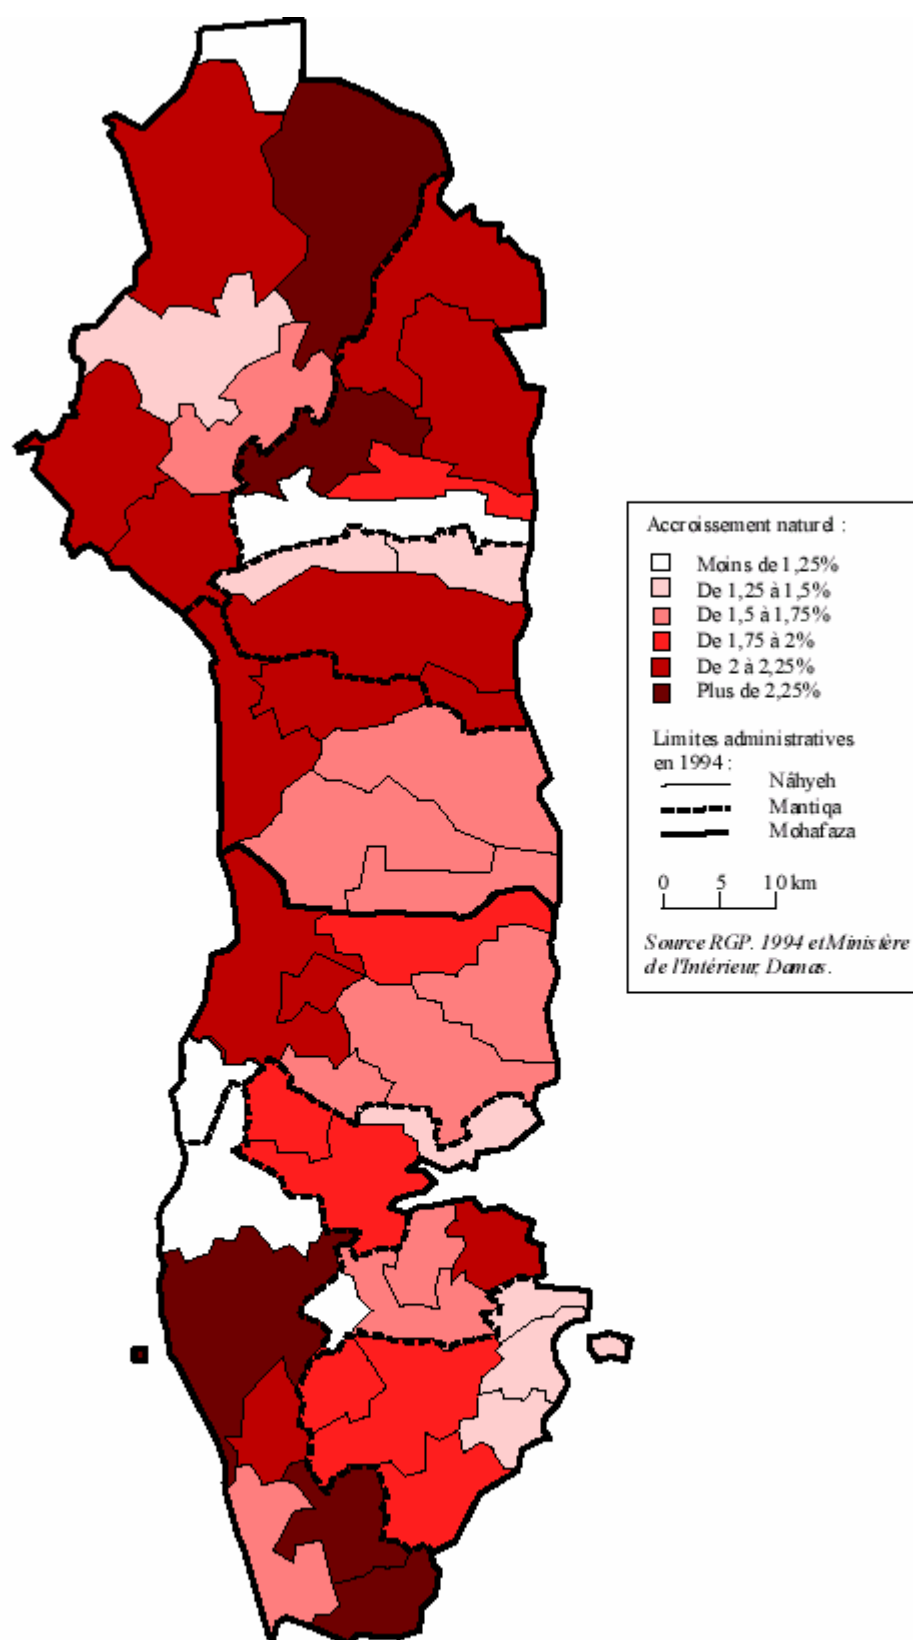 Accroissement naturel :
Moins de 1,25%
De 1,25 à 1,5%
De 1,5 à 1,75%
De 1,75 à 2%
De 2 à 2,25%
Plus de 2,25%
Limites administratives
en 1994 :
Nâhyeh
Mantiqa
Mohafaza
0 5 10 km
Source RGP. 1994 et Ministère
de l'Intérieur, Damas.